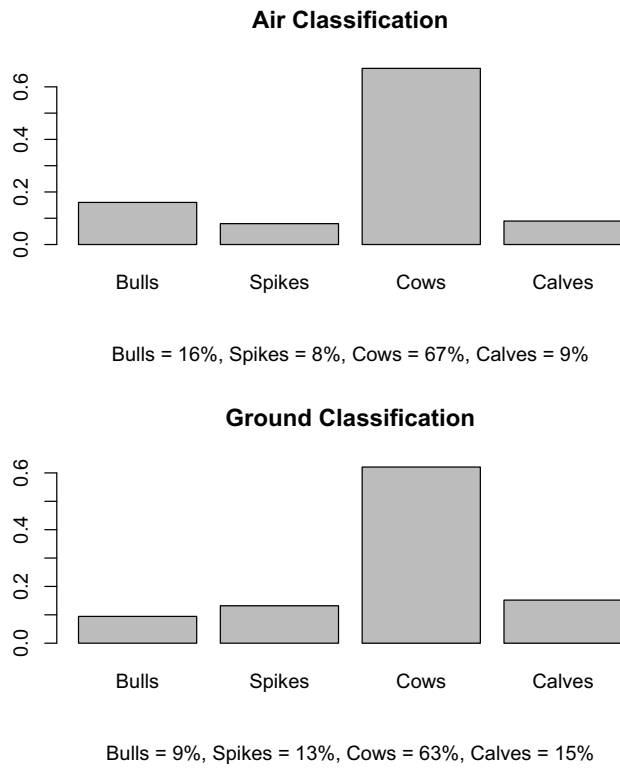 Air Classification
0.6
0.4
0.2
0.0
Bulls Spikes Cows Calves
Bulls = 16%, Spikes = 8%, Cows = 67%, Calves = 9%
Ground Classification
0.6
0.4
0.2
0.0
Bulls Spikes Cows Calves
Bulls = 9%, Spikes = 13%, Cows = 63%, Calves = 15%